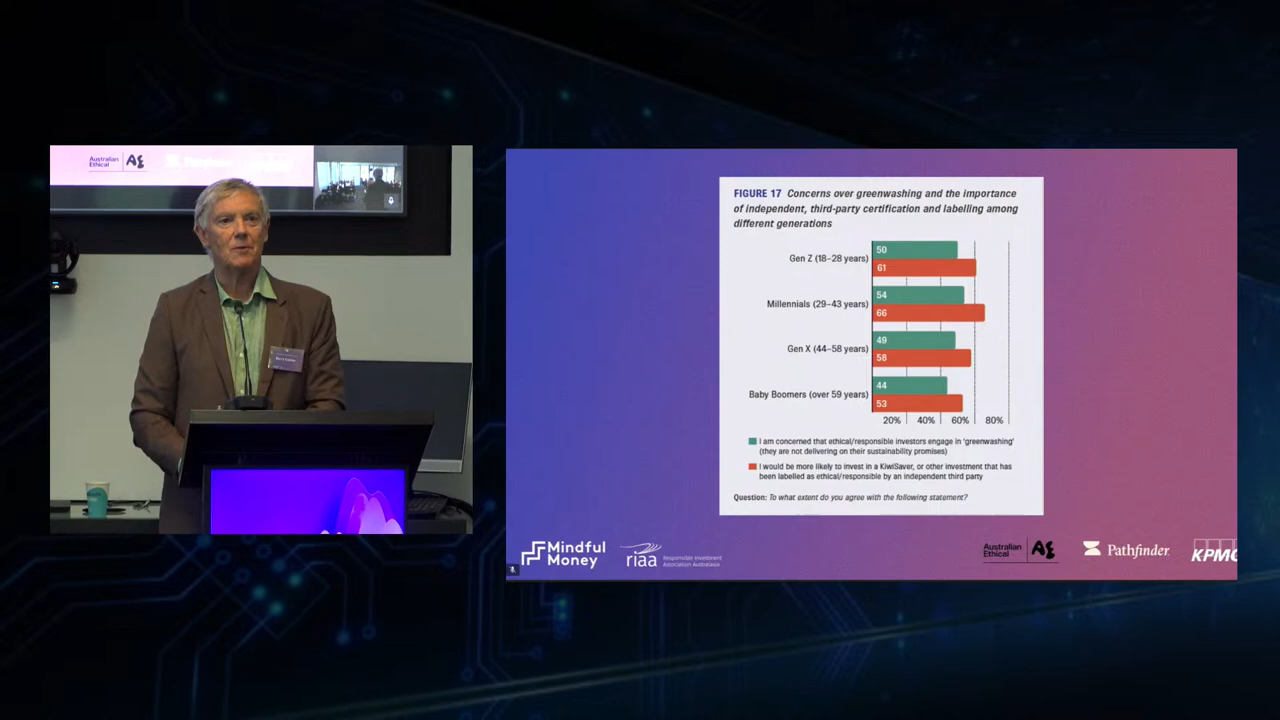 Australian
Ethical
FIGURE 17 Concerns over greenwashing and the importance
of independent, third-party certification and labelling among
different generations
Gen Z (18–28 years)
50
61
Millennials (29–43 years)
54
66
Gen X (44–58 years)
49
58
Baby Boomers (over 59 years)
44
53
20% 40% 60% 80%
I am concerned that ethical/responsible investors engage in 'greenwashing'
(they are not delivering on their sustainability promises)
I would be more likely to invest in a KiwiSaver, or other investment that has
been labelled as ethical/responsible by an independent third party
Question: To what extent do you agree with the following statement?
Mindful
Money
riaa
Responsible Investment
Association Australasia
Australian
Ethical
Pathfinder
KPMG